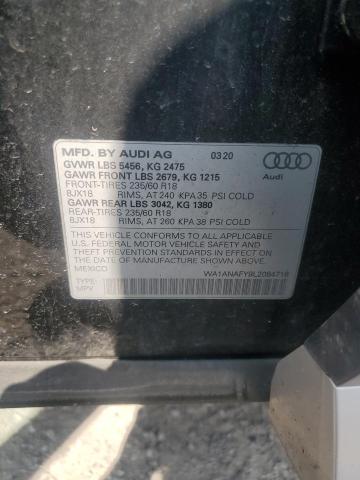 MFD. BY AUDI AG 03:20
GVWR LBS 5456, KG 2475
GAWR FRONT LBS 2679, KG 1215
FRONT-TIRES 235/60 R18
8JX18 RIMS, AT 240 KPA 35 PSI COLD
GAWR REAR LBS 3042, KG 1380
REAR-TIRES 235/60 R18
8JX18 RIMS, AT 260 KPA 38 PSI COLD
Audi
THIS VEHICLE CONFORMS TO ALL APPLICABLE
U.S. FEDERAL MOTOR VEHICLE SAFETY AND
THEFT PREVENTION STANDARDS IN EFFECT ON
THE DATE OF MANUFACTURE SHOWN ABOVE.
MEXICO WA1ANAFY9L2084716
TYPE:
MPV